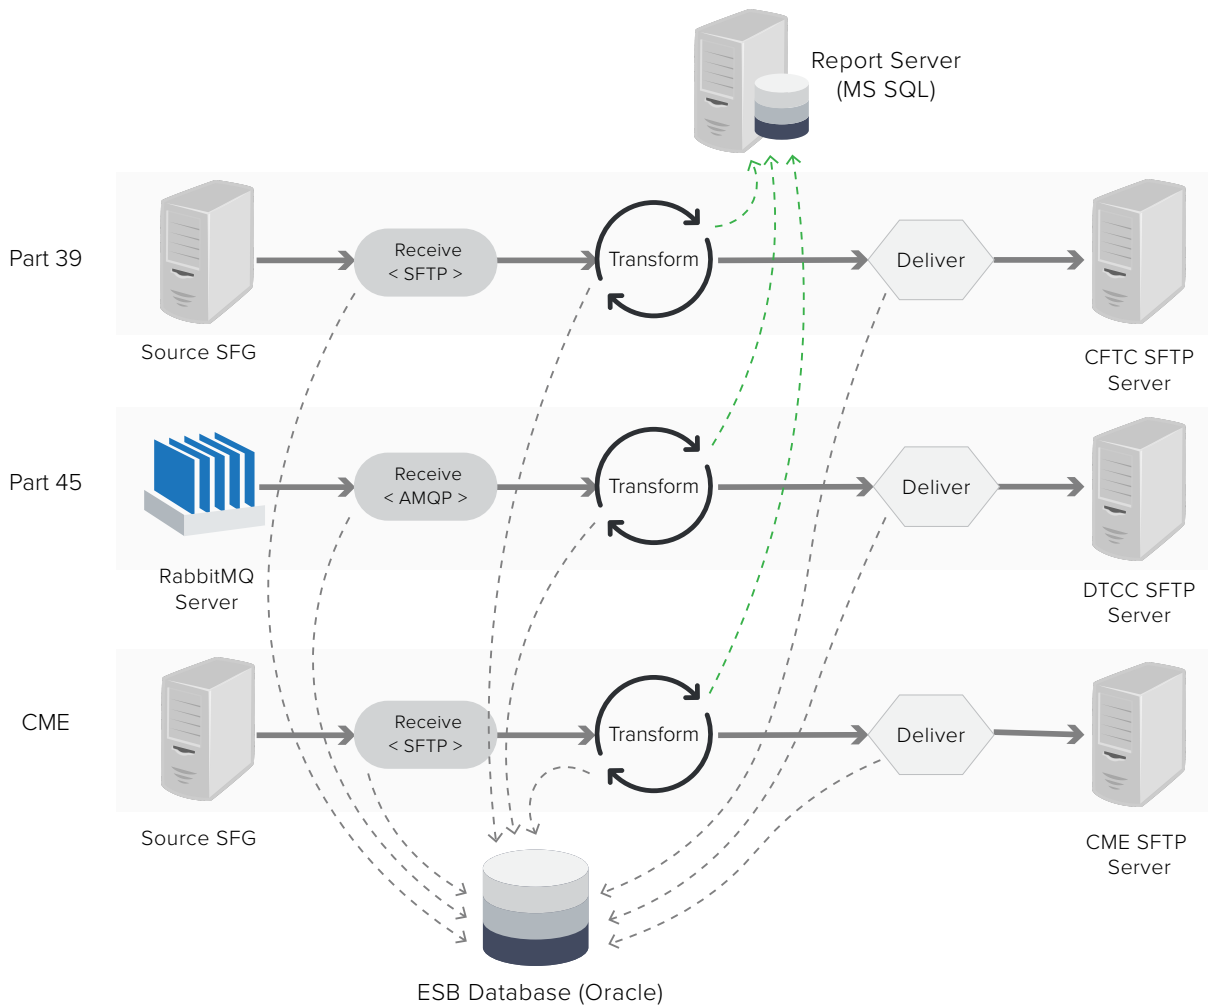 Report Server
(MS SQL)
Part 39
Receive
< SFTP >
Transform
Deliver
Source SFG
CFTC SFTP
Server
Part 45
Receive
< AMQP >
Transform
Deliver
RabbitMQ
Server
DTCC SFTP
Server
CME
Receive
< SFTP >
Transform
Deliver
Source SFG
CME SFTP
Server
ESB Database (Oracle)